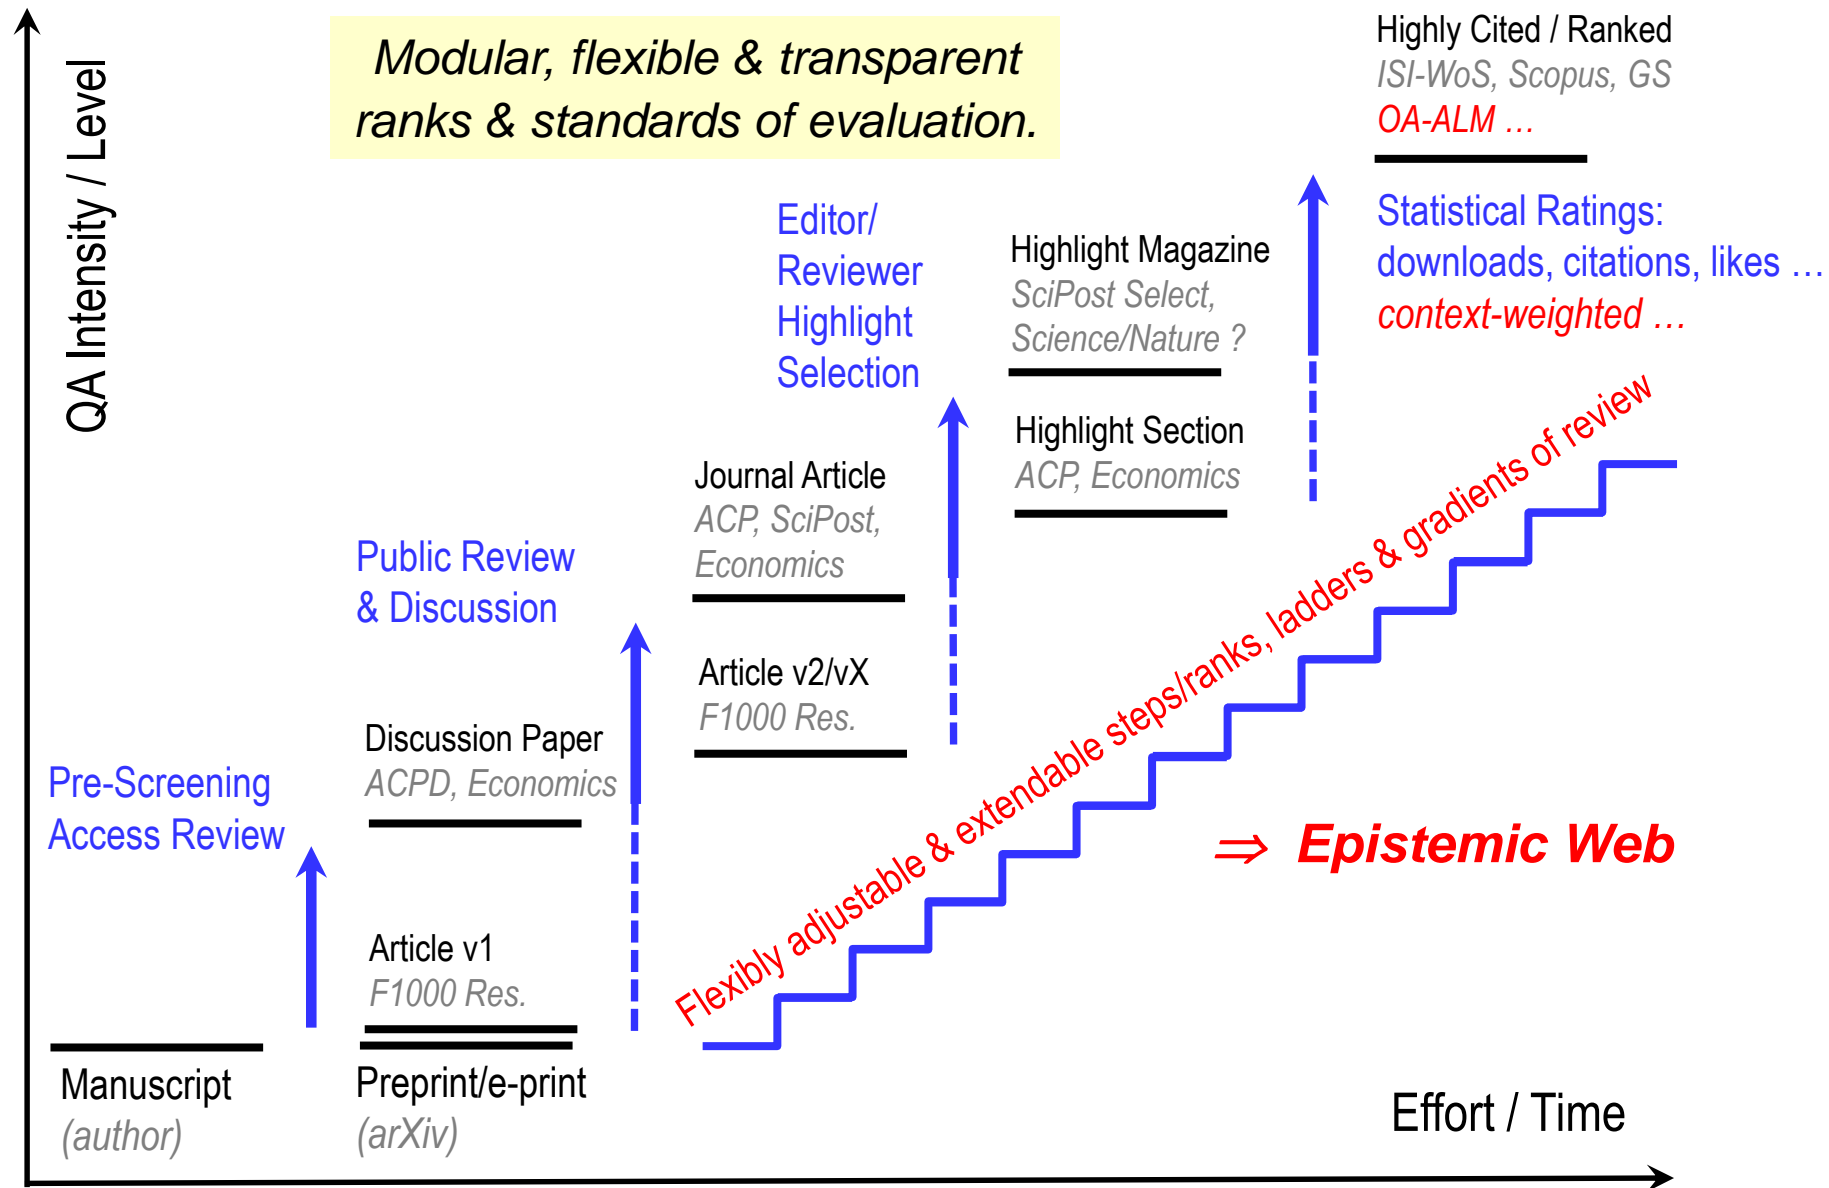 QA Intensity / Level
Modular, flexible & transparent
ranks & standards of evaluation.
Highly Cited / Ranked
ISI-WoS, Scopus, GS
OA-ALM …
Statistical Ratings:
downloads, citations, likes …
context-weighted …
Editor/
Reviewer
Highlight
Selection
Highlight Magazine
SciPost Select,
Science/Nature ?
Highlight Section
ACP, Economics
Journal Article
ACP, SciPost,
Economics
Public Review
& Discussion
Article v2/vX
F1000 Res.
Discussion Paper
ACPD, Economics
Pre-Screening
Access Review
Article v1
F1000 Res.
Flexibly adjustable & extendable steps/ranks, ladders & gradients of review
⇒ Epistemic Web
Manuscript
(author)
Preprint/e-print
(arXiv)
Effort / Time